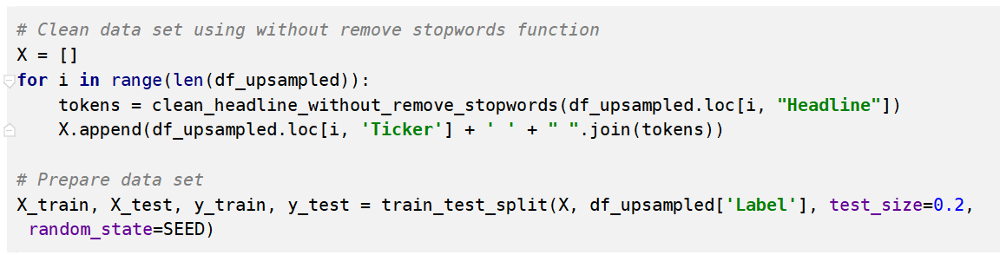 # Clean data set using without remove stopwords function
X = []
for i in range(len(df_upsampled)):
    tokens = clean_headline_without_remove_stopwords(df_upsampled.loc[i, "Headline"])
    X.append(df_upsampled.loc[i, 'Ticker'] + ' ' + " ".join(tokens))

# Prepare data set
X_train, X_test, y_train, y_test = train_test_split(X, df_upsampled['Label'], test_size=0.2,
 random_state=SEED)